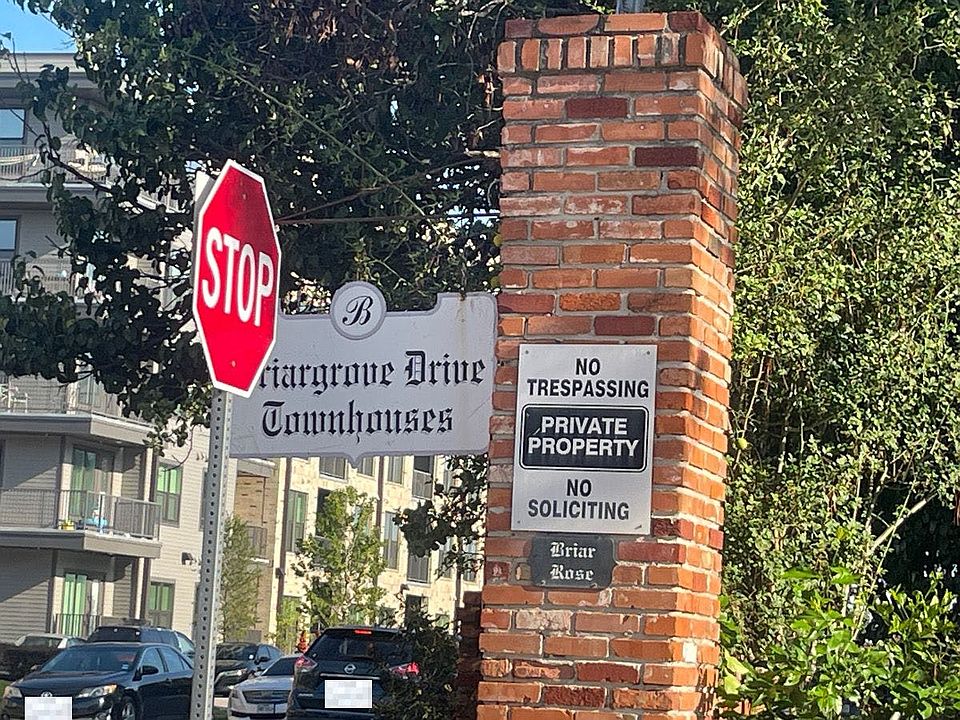 STOP
B
riargrove Drive
Townhouses
NO
TRESPASSING
PRIVATE
PROPERTY
NO
SOLICITING
Briar
Rose